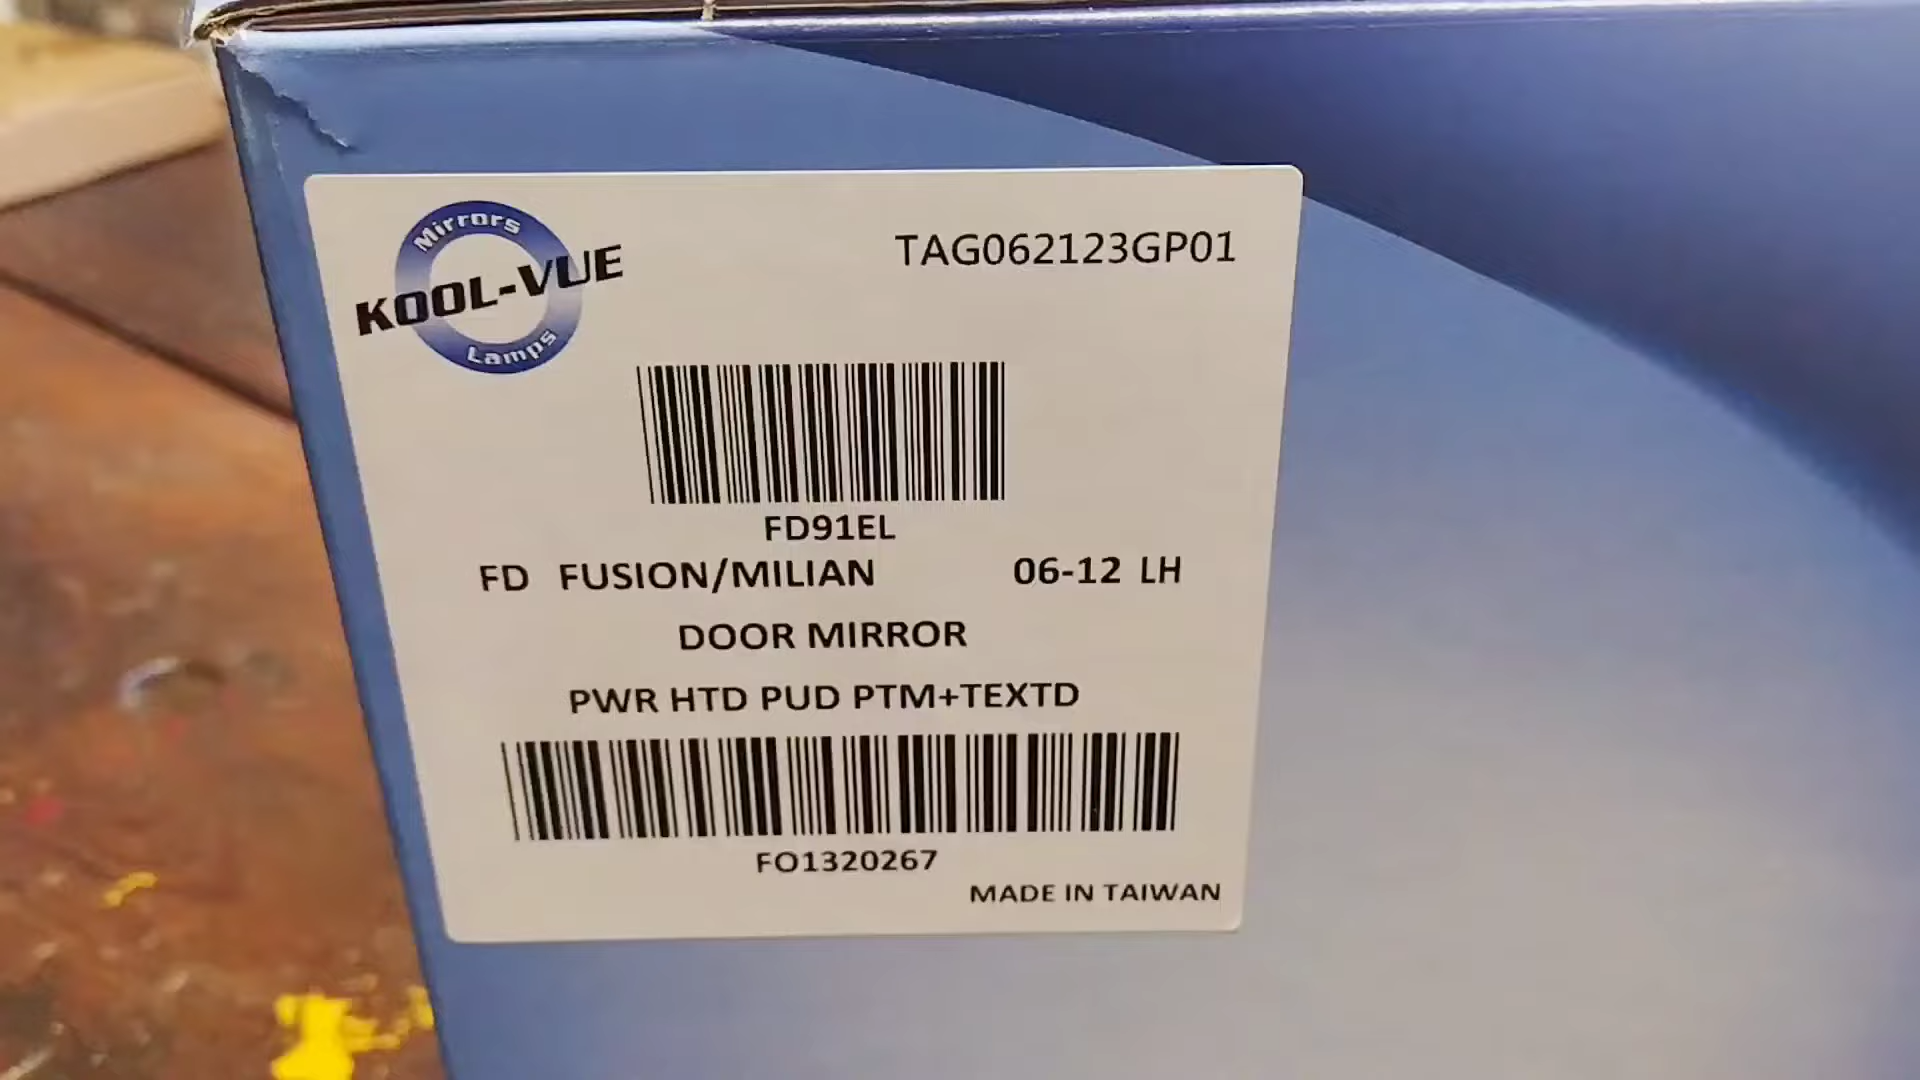 Mirrors
KOOL-VUE
Lamps
TAG062123GP01
FD91EL
FD FUSION/MILIAN 06-12 LH
DOOR MIRROR
PWR HTD PUD PTM+TEXTD
FO1320267
MADE IN TAIWAN